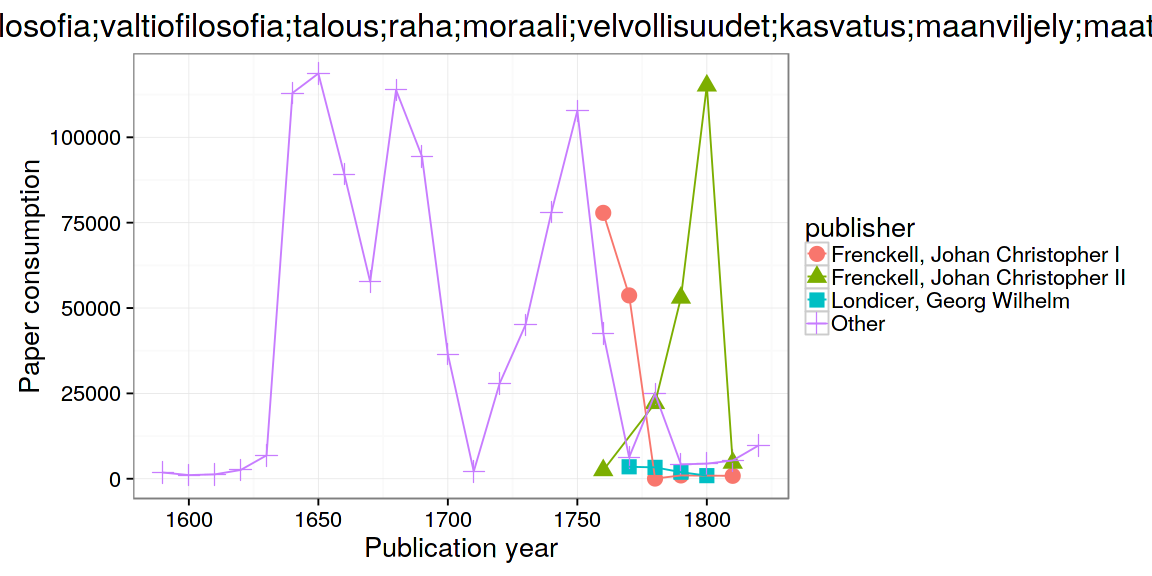 losofia;valtiofilosofia;talous;raha;moraali;velvollisuudet;kasvatus;maanviljely;maat
Paper consumption
100000
75000
50000
25000
0
1600 1650 1700 1750 1800
Publication year
publisher
Frenckell, Johan Christopher I
Frenckell, Johan Christopher II
Londicer, Georg Wilhelm
Other